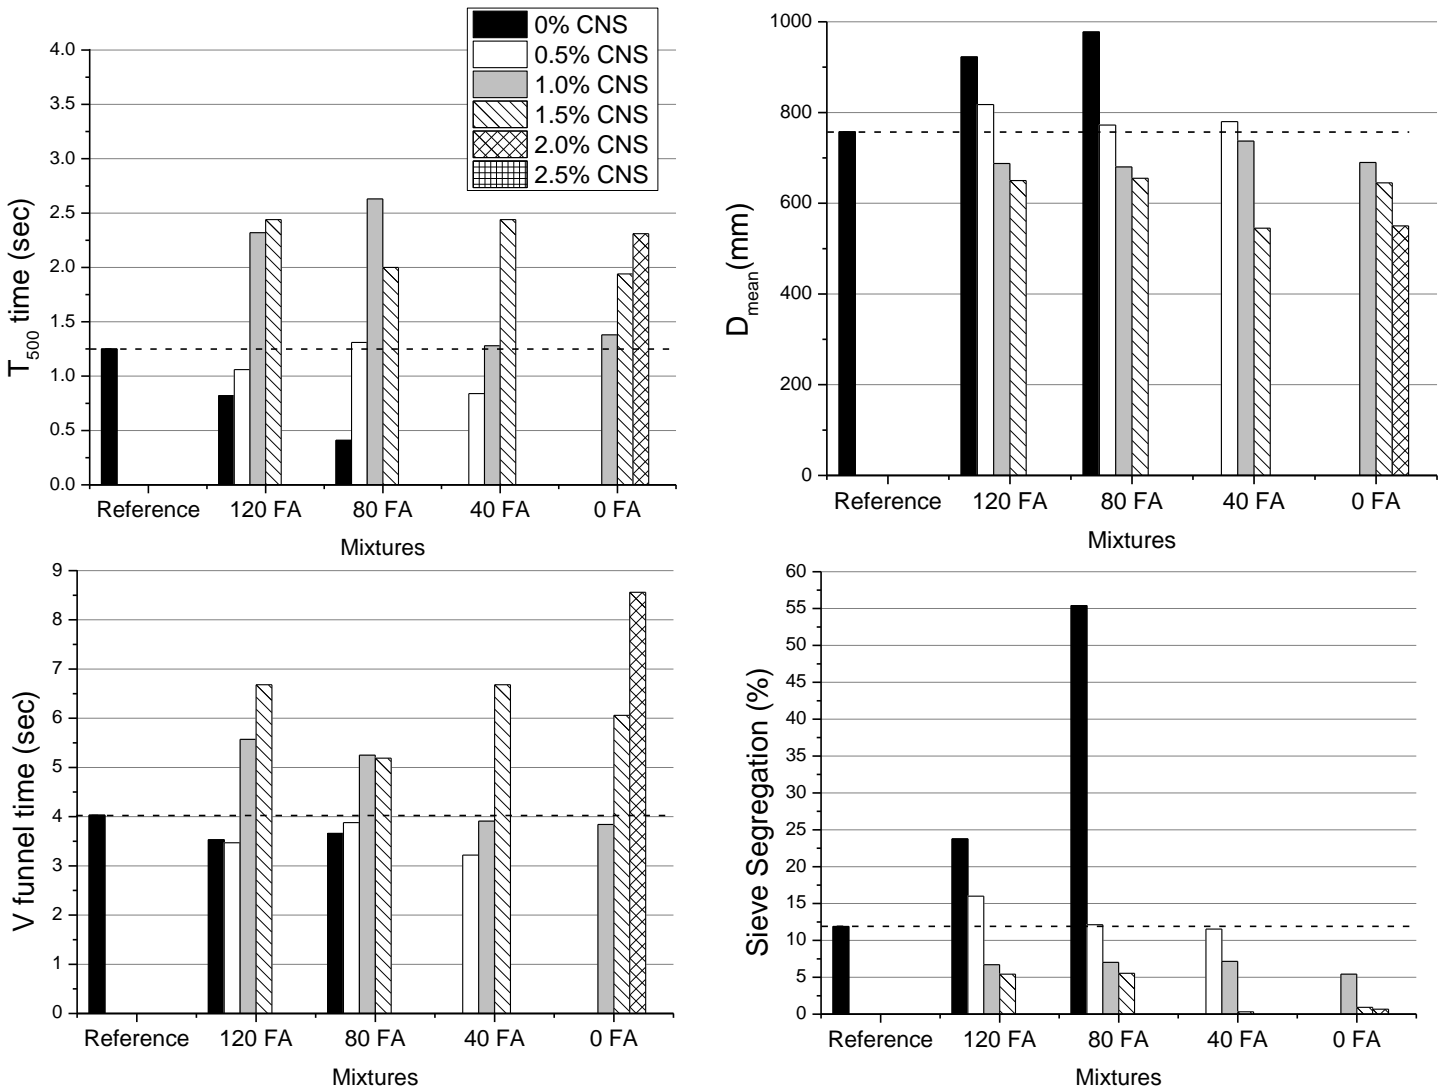 0% CNS
0.5% CNS
1.0% CNS
1.5% CNS
2.0% CNS
2.5% CNS
4.0
3.5
3.0
2.5
2.0
1.5
1.0
0.5
0.0
T500 time (sec)
Reference 120 FA 80 FA 40 FA 0 FA
Mixtures
1000
800
600
400
200
0
Dmean(mm)
Reference 120 FA 80 FA 40 FA 0 FA
Mixtures
9
8
7
6
5
4
3
2
1
0
V funnel time (sec)
Reference 120 FA 80 FA 40 FA 0 FA
Mixtures
60
55
50
45
40
35
30
25
20
15
10
5
0
Sieve Segregation (%)
Reference 120 FA 80 FA 40 FA 0 FA
Mixtures